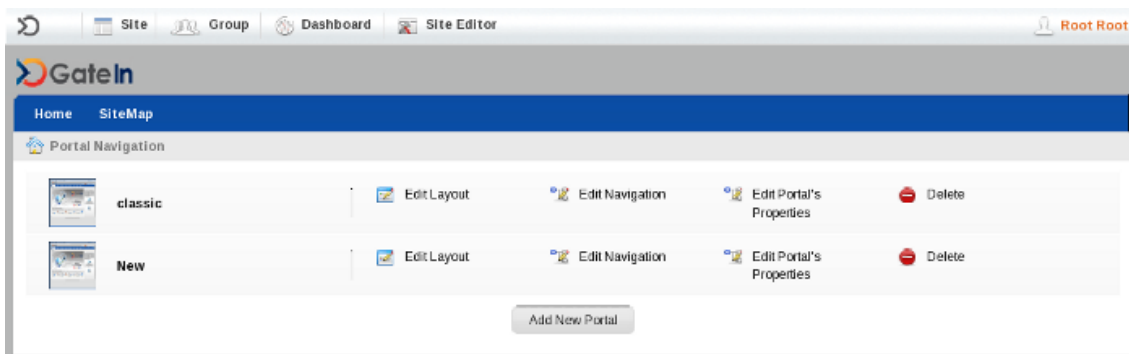 Site Group Dashboard Site Editor Root Root
GateIn
Home SiteMap
Portal Navigation
classic Edit Layout Edit Navigation Edit Portal's Properties Delete
New Edit Layout Edit Navigation Edit Portal's Properties Delete
Add New Portal